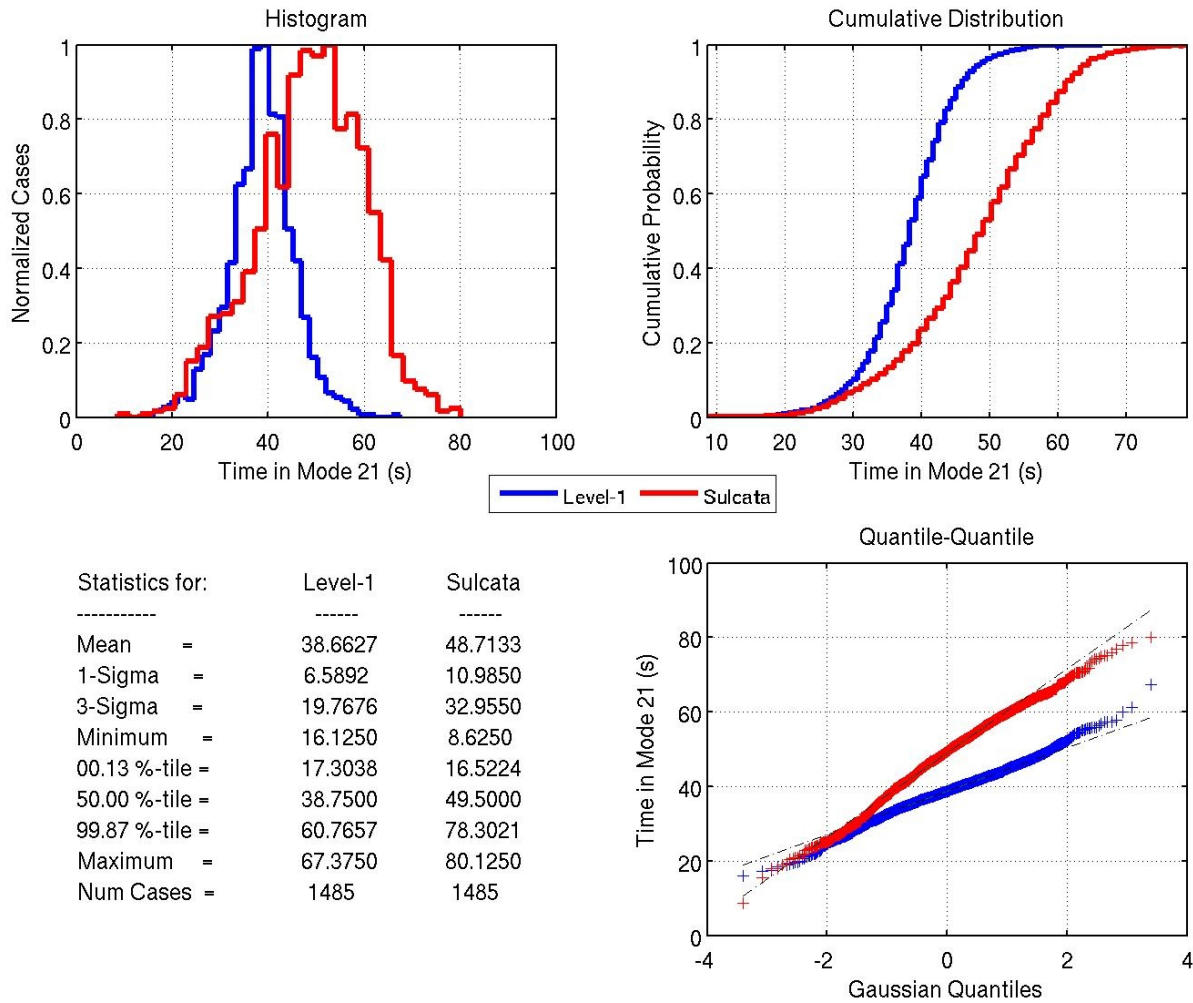 Histogram
1
0.8
0.6
0.4
0.2
0
0 20 40 60 80 100
Normalized Cases
Time in Mode 21 (s)
Cumulative Distribution
1
0.8
0.6
0.4
0.2
0
10 20 30 40 50 60 70
Cumulative Probability
Time in Mode 21 (s)
Level-1 Sulcata
Statistics for: Level-1 Sulcata
----------- ------ ------
Mean = 38.6627 48.7133
1-Sigma = 6.5892 10.9850
3-Sigma = 19.7676 32.9550
Minimum = 16.1250 8.6250
00.13 %-tile = 17.3038 16.5224
50.00 %-tile = 38.7500 49.5000
99.87 %-tile = 60.7657 78.3021
Maximum = 67.3750 80.1250
Num Cases = 1485 1485
Quantile-Quantile
100
80
60
40
20
0
-4 -2 0 2 4
Time in Mode 21 (s)
Gaussian Quantiles